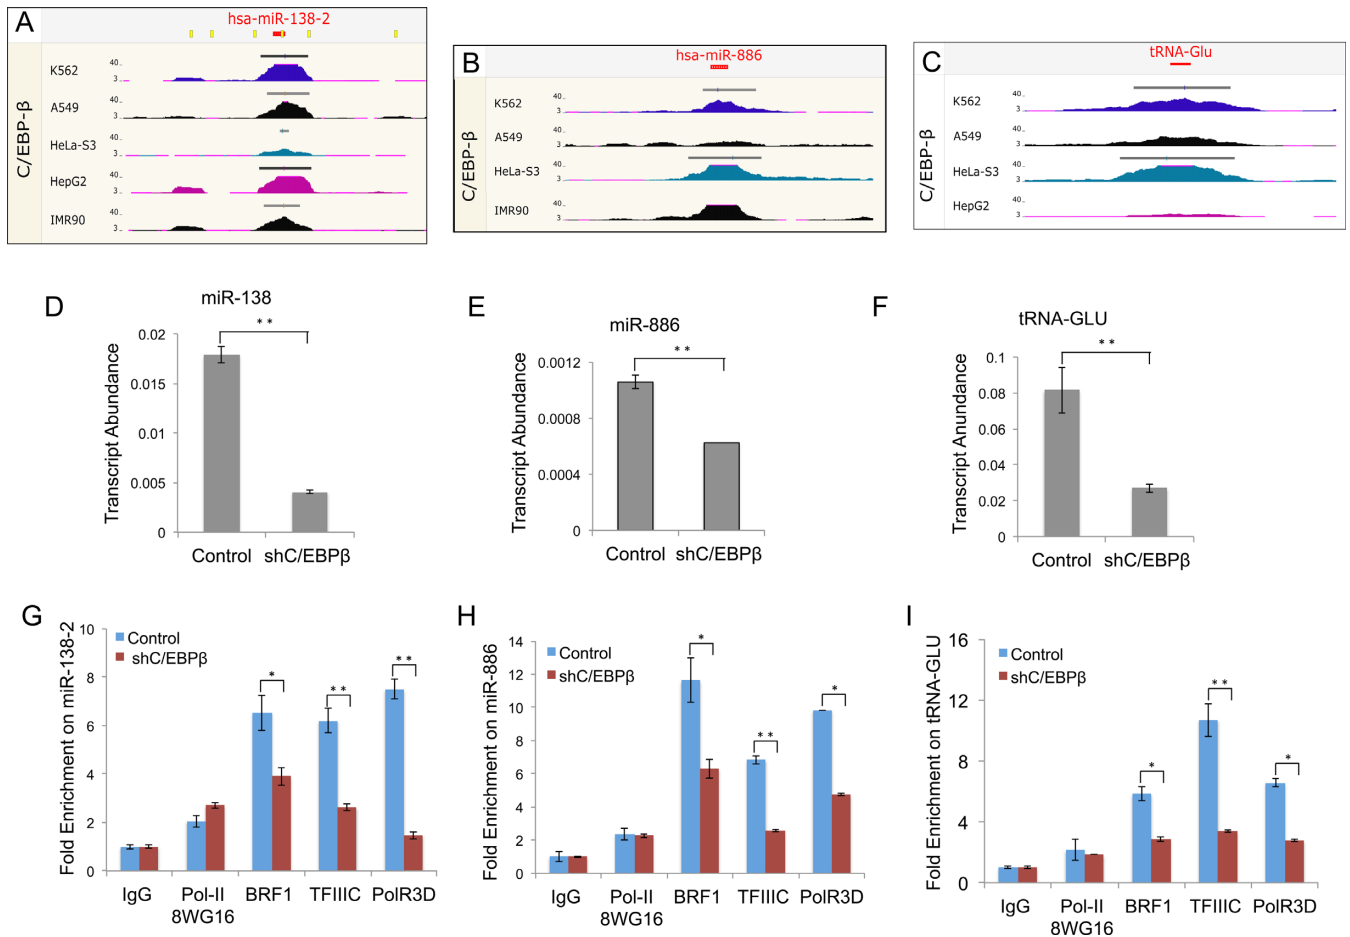 A
hsa-miR-138-2
C/EBP-β
K562
40
3
A549
40
3
HeLa-S3
40
3
HepG2
40
3
IMR90
40
3
B
hsa-miR-886
C/EBP-β
K562
40
3
A549
40
3
HeLa-S3
40
3
IMR90
40
3
C
tRNA-Glu
C/EBP-β
K562
40
3
A549
40
3
HeLa-S3
40
3
HepG2
40
3
D
miR-138
Transcript Abundance
0.02
0.015
0.01
0.005
0
**
Control shC/EBPβ
E
miR-886
Transcript Abundance
0.0012
0.0008
0.0004
0
**
Control shC/EBPβ
F
tRNA-GLU
Transcript Anundance
0.1
0.08
0.06
0.04
0.02
0
**
Control shC/EBPβ
G
Fold Enrichment on miR-138-2
10
8
6
4
2
0
Control
shC/EBPβ
*
**
**
IgG Pol-II BRF1 TFIIIC PolR3D
8WG16
H
Fold Enrichment on miR-886
14
12
10
8
6
4
2
0
Control
shC/EBPβ
*
**
*
IgG Pol-II BRF1 TFIIIC PolR3D
8WG16
I
Fold Enrichment on tRNA-GLU
16
12
8
4
0
Control
shC/EBPβ
*
**
*
IgG Pol-II BRF1 TFIIIC PolR3D
8WG16